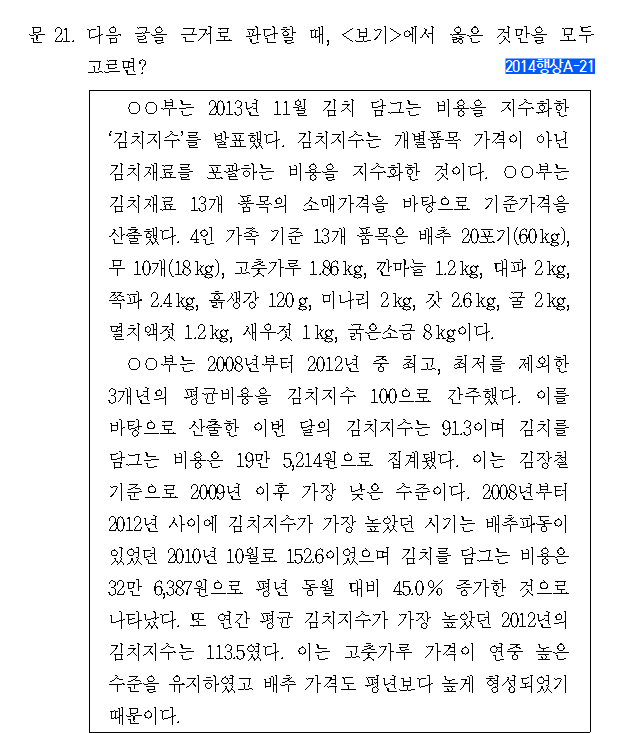 문 21. 다음 글을 근거로 판단할 때, <보기>에서 옳은 것만을 모두
고르면?
2014행상A-21
○○부는 2013년 11월 김치 담그는 비용을 지수화한
‘김치지수’를 발표했다. 김치지수는 개별품목 가격이 아닌
김치재료를 포괄하는 비용을 지수화한 것이다. ○○부는
김치재료 13개 품목의 소매가격을 바탕으로 기준가격을
산출했다. 4인 가족 기준 13개 품목은 배추 20포기(60kg),
무 10개(18kg), 고춧가루 1.86kg, 깐마늘 1.2kg, 대파 2kg,
쪽파 2.4kg, 흙생강 120g, 미나리 2kg, 갓 2.6kg, 굴 2kg,
멸치액젓 1.2kg, 새우젓 1kg, 굵은소금 8kg이다.
○○부는 2008년부터 2012년 중 최고, 최저를 제외한
3개년의 평균비용을 김치지수 100으로 간주했다. 이를
바탕으로 산출한 이번 달의 김치지수는 91.3이며 김치를
담그는 비용은 19만 5,214원으로 집계됐다. 이는 김장철
기준으로 2009년 이후 가장 낮은 수준이다. 2008년부터
2012년 사이에 김치지수가 가장 높았던 시기는 배추파동이
있었던 2010년 10월로 152.6이었으며 김치를 담그는 비용은
32만 6,387원으로 평년 동월 대비 45.0% 증가한 것으로
나타났다. 또 연간 평균 김치지수가 가장 높았던 2012년의
김치지수는 113.5였다. 이는 고춧가루 가격이 연중 높은
수준을 유지하였고 배추 가격도 평년보다 높게 형성되었기
때문이다.